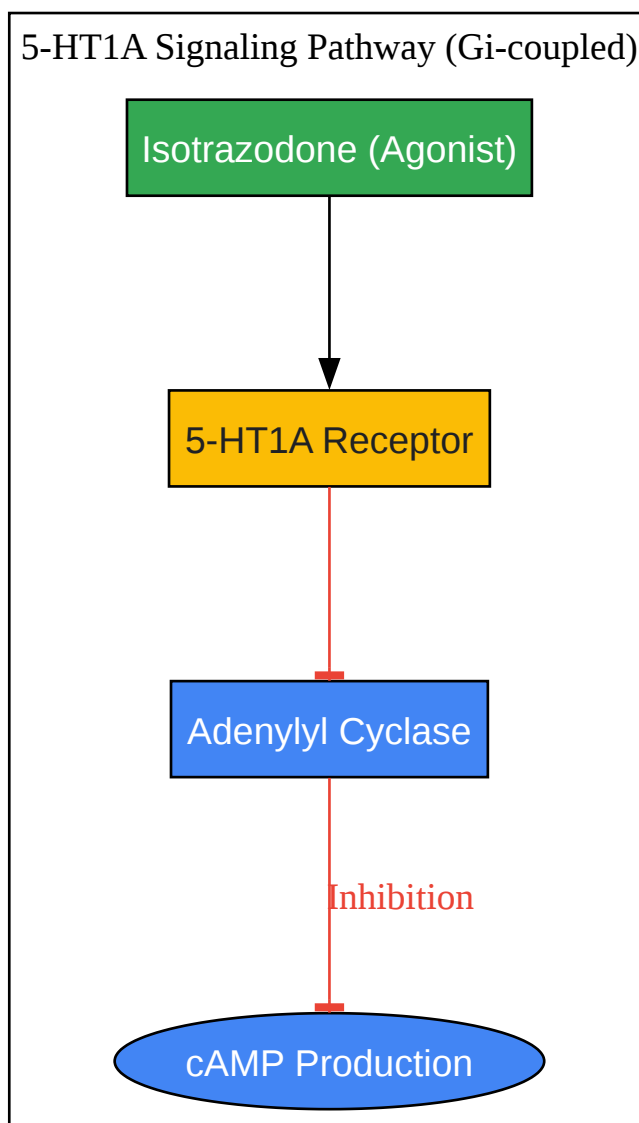 5-HT1A Signaling Pathway (Gi-coupled)
Isotrazodone (Agonist)
5-HT1A Receptor
Adenylyl Cyclase
Inhibition
cAMP Production